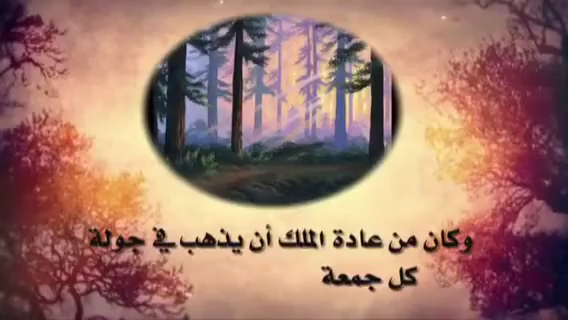 وكان من عادة الملك أن يذهب في جولة
كل جمعة